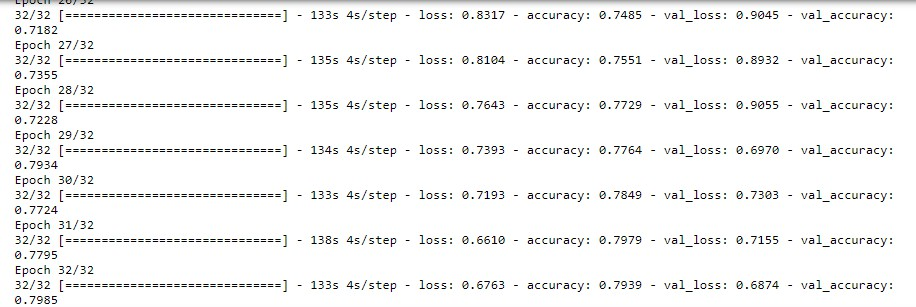 Epoch 26/32
32/32 [==============================] - 133s 4s/step - loss: 0.8317 - accuracy: 0.7485 - val_loss: 0.9045 - val_accuracy:
0.7182
Epoch 27/32
32/32 [==============================] - 135s 4s/step - loss: 0.8104 - accuracy: 0.7551 - val_loss: 0.8932 - val_accuracy:
0.7355
Epoch 28/32
32/32 [==============================] - 135s 4s/step - loss: 0.7643 - accuracy: 0.7729 - val_loss: 0.9055 - val_accuracy:
0.7228
Epoch 29/32
32/32 [==============================] - 134s 4s/step - loss: 0.7393 - accuracy: 0.7764 - val_loss: 0.6970 - val_accuracy:
0.7934
Epoch 30/32
32/32 [==============================] - 133s 4s/step - loss: 0.7193 - accuracy: 0.7849 - val_loss: 0.7303 - val_accuracy:
0.7724
Epoch 31/32
32/32 [==============================] - 138s 4s/step - loss: 0.6610 - accuracy: 0.7979 - val_loss: 0.7155 - val_accuracy:
0.7795
Epoch 32/32
32/32 [==============================] - 133s 4s/step - loss: 0.6763 - accuracy: 0.7939 - val_loss: 0.6874 - val_accuracy:
0.7985